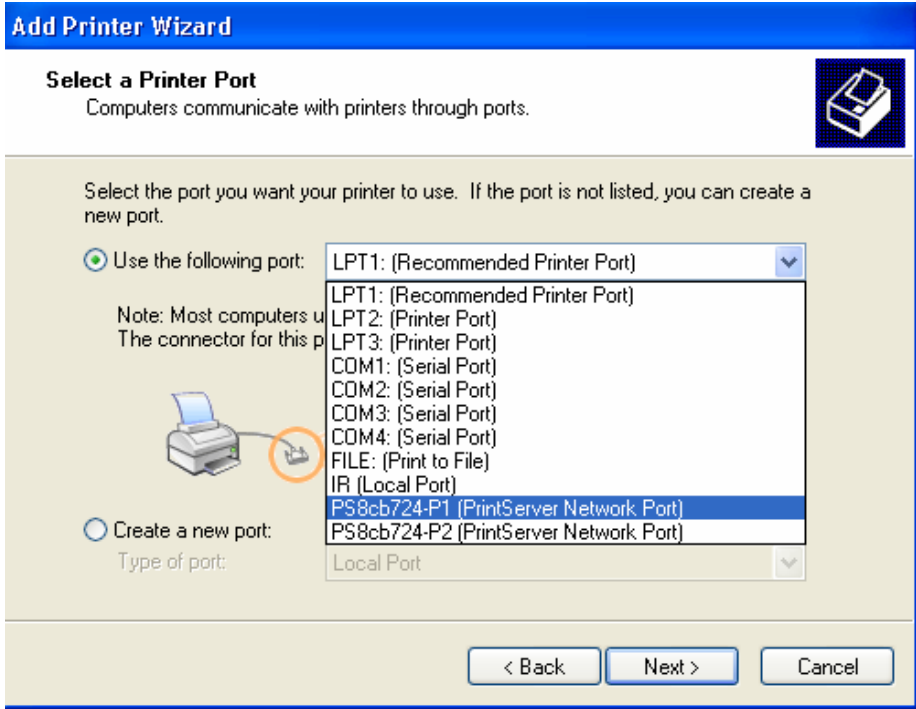 Add Printer Wizard
Select a Printer Port
Computers communicate with printers through ports.
Select the port you want your printer to use. If the port is not listed, you can create a
new port.
Use the following port:
LPT1: (Recommended Printer Port)
LPT1: (Recommended Printer Port)
LPT2: (Printer Port)
LPT3: (Printer Port)
COM1: (Serial Port)
COM2: (Serial Port)
COM3: (Serial Port)
COM4: (Serial Port)
FILE: (Print to File)
IR (Local Port)
PS8cb724-P1 (PrintServer Network Port)
PS8cb724-P2 (PrintServer Network Port)
Note: Most computers
The connector for this
Create a new port:
Type of port:
Local Port
< Back
Next >
Cancel